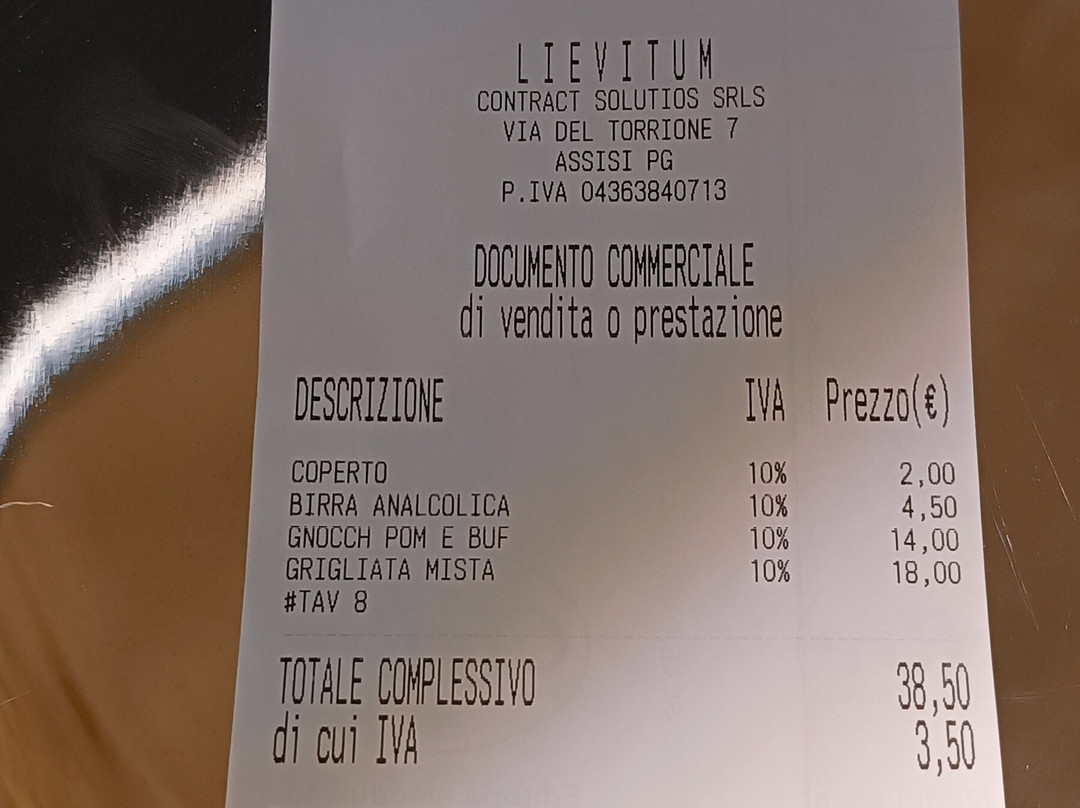 LIEVITUM
CONTRACT SOLUTIOS SRLS
VIA DEL TORRIONE 7
ASSISI PG
P.IVA 04363840713
DOCUMENTO COMMERCIALE
di vendita o prestazione
DESCRIZIONE IVA Prezzo(€)
COPERTO 10% 2,00
BIRRA ANALCOLICA 10% 4,50
GNOCCH POM E BUF 10% 14,00
GRIGLIATA MISTA 10% 18,00
#TAV 8
TOTALE COMPLESSIVO 38,50
di cui IVA 3,50